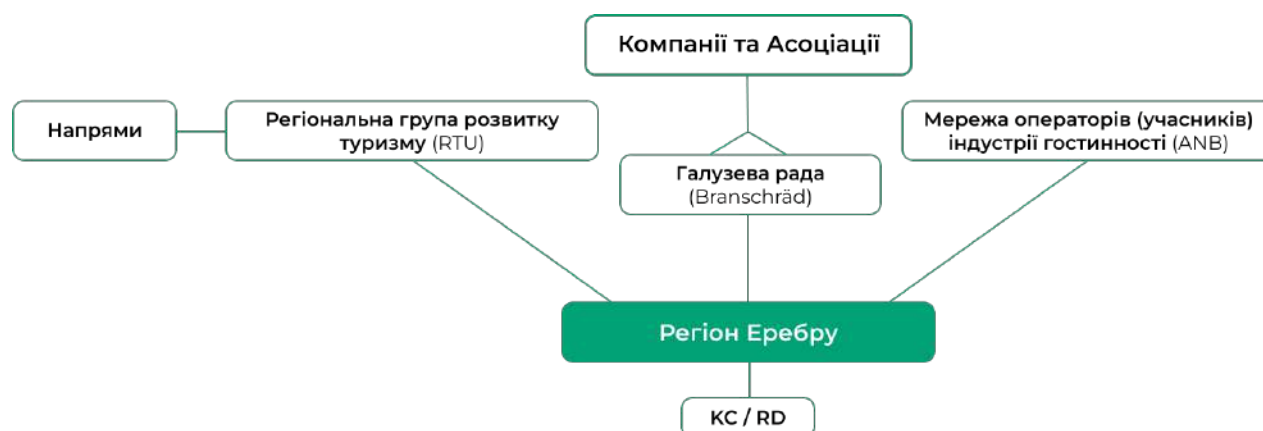 Компанії та Асоціації
Напрями
Регіональна група розвитку
туризму (RTU)
Мережа операторів (учасників)
індустрії гостинності (ANB)
Галузева рада
(Branschräd)
Регіон Еребру
KC / RD